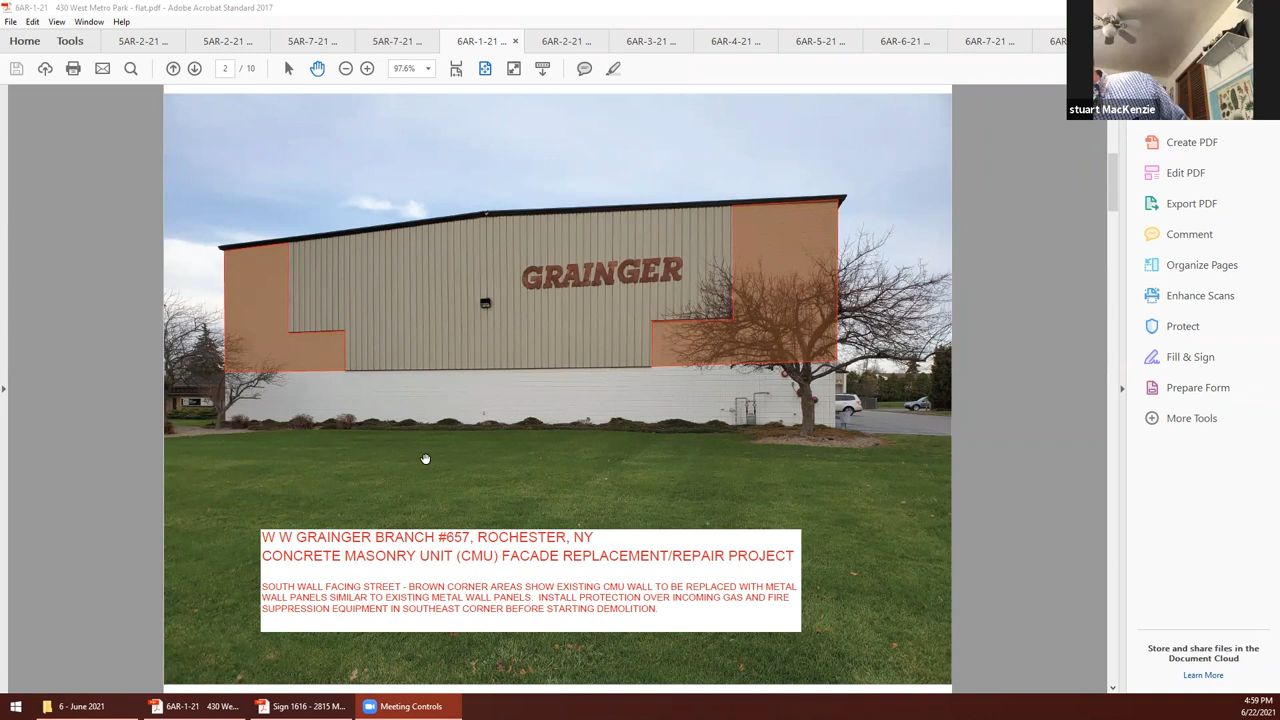 6AR-1-21 430 West Metro Park - flat.pdf - Adobe Acrobat Standard 2017
File Edit View Window Help
Home Tools 5AR-2-21 ... 5AR-2-21 ... 5AR-7-21 ... 5AR-7-21 ... 6AR-1-21 ... × 6AR-2-21 ... 6AR-3-21 ... 6AR-4-21 ... 6AR-5-21 ... 6AR-6-21 ... 6AR-7-21 ...
2 / 10 97.6%
stuart MacKenzie
Create PDF
Edit PDF
Export PDF
Comment
Organize Pages
Enhance Scans
Protect
Fill & Sign
Prepare Form
More Tools
GRAINGER
W W GRAINGER BRANCH #657, ROCHESTER, NY
CONCRETE MASONRY UNIT (CMU) FACADE REPLACEMENT/REPAIR PROJECT
SOUTH WALL FACING STREET - BROWN CORNER AREAS SHOW EXISTING CMU WALL TO BE REPLACED WITH METAL
WALL PANELS SIMILAR TO EXISTING METAL WALL PANELS. INSTALL PROTECTION OVER INCOMING GAS AND FIRE
SUPPRESSION EQUIPMENT IN SOUTHEAST CORNER BEFORE STARTING DEMOLITION.
Store and share files in the
Document Cloud
Learn More
6 - June 2021 6AR-1-21 430 We... Sign 1616 - 2815 M... Meeting Controls
4:59 PM
6/22/2021